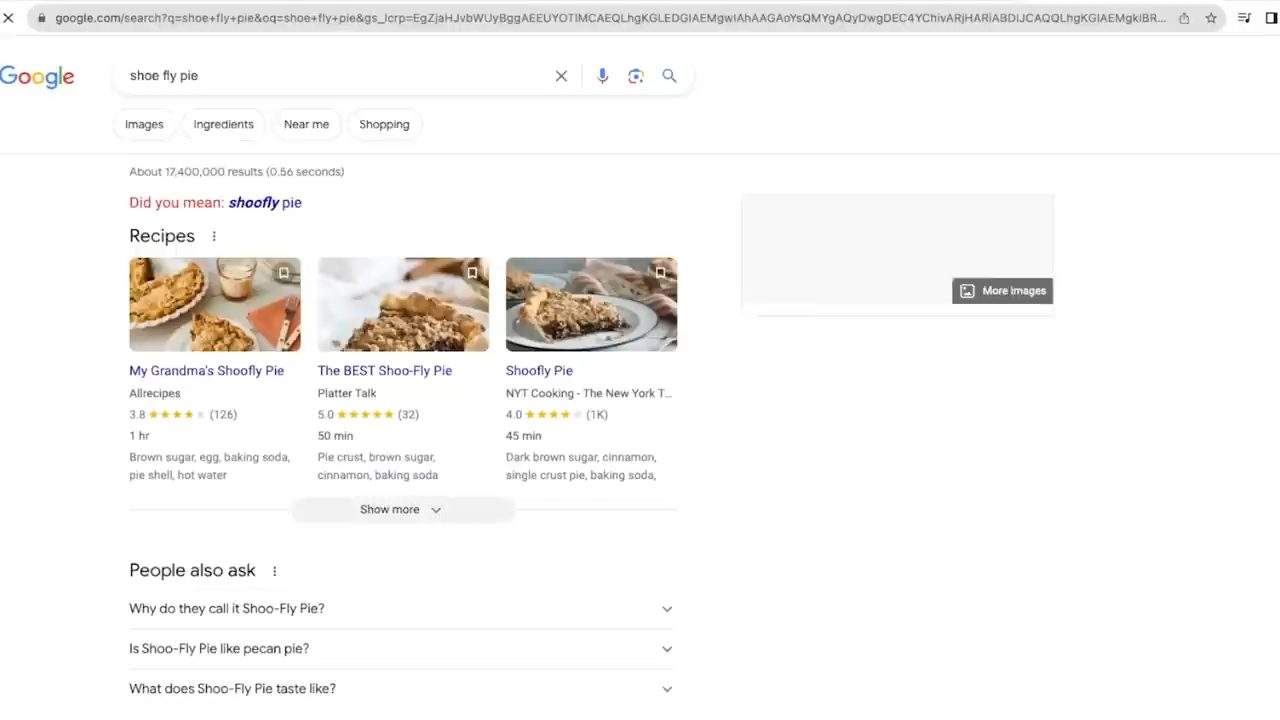 google.com/search?q=shoe+fly+pie&oq=shoe+fly+pie&gs_lcrp=EgZjaHJvbWUyBggAEEUYOTIMCAEQLhgKGLEDGIAEMgwIAhAAGAoYsQMYgAQyDwgDEC4YChivARjHARiABDIJCAQQLhgKGIAEMgkIBR...
Google
shoe fly pie
Images Ingredients Near me Shopping
About 17,400,000 results (0.56 seconds)
Did you mean: shoofly pie
Recipes
More images
My Grandma's Shoofly Pie
Allrecipes
3.8 (126)
1 hr
Brown sugar, egg, baking soda,
pie shell, hot water
The BEST Shoo-Fly Pie
Platter Talk
5.0 (32)
50 min
Pie crust, brown sugar,
cinnamon, baking soda
Shoofly Pie
NYT Cooking - The New York T...
4.0 (1K)
45 min
Dark brown sugar, cinnamon,
single crust pie, baking soda,
Show more
People also ask
Why do they call it Shoo-Fly Pie?
Is Shoo-Fly Pie like pecan pie?
What does Shoo-Fly Pie taste like?